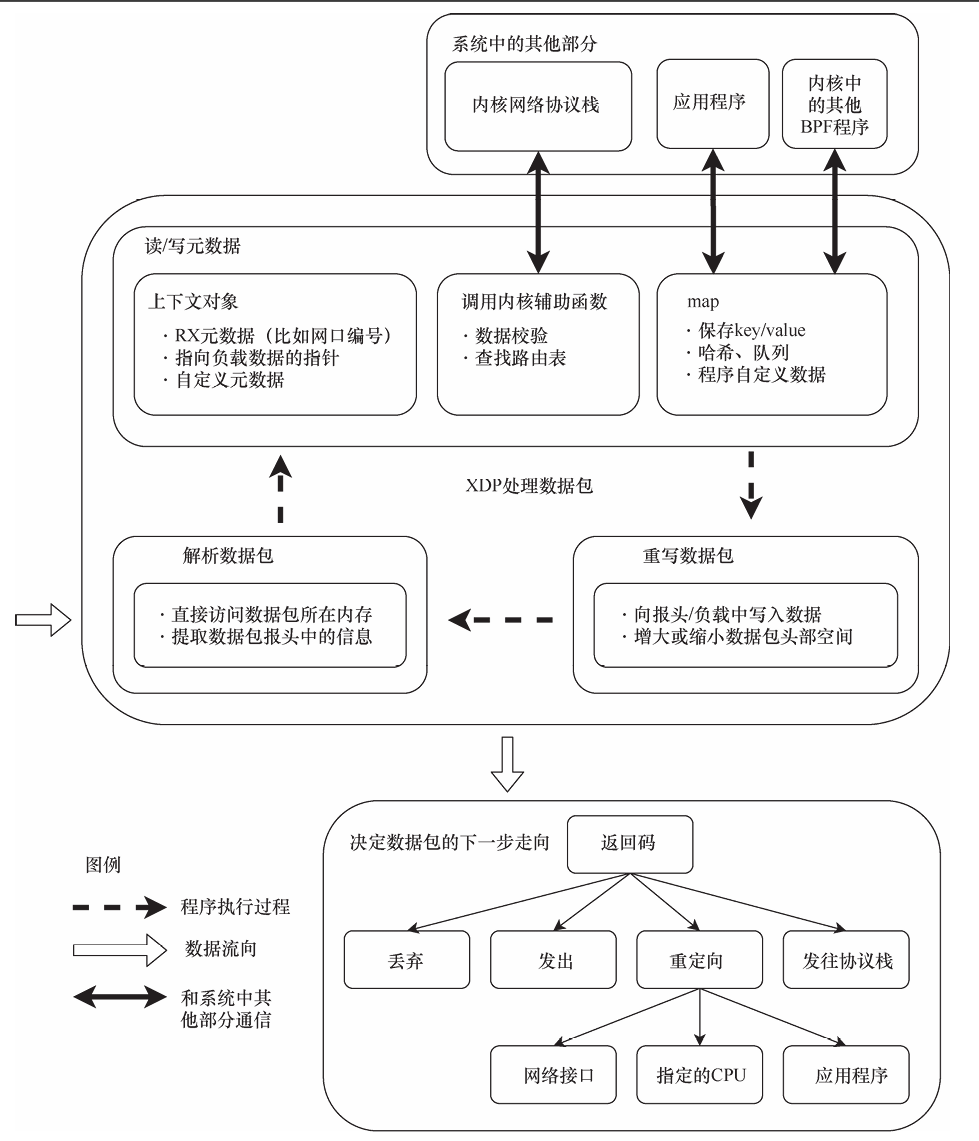 系统中的其他部分
内核网络协议栈
应用程序
内核中
的其他
BPF程序
读/写元数据
上下文对象
· RX元数据（比如网口编号）
· 指向负载数据的指针
· 自定义元数据
调用内核辅助函数
· 数据校验
· 查找路由表
map
· 保存key/value
· 哈希、队列
· 程序自定义数据
XDP处理数据包
解析数据包
· 直接访问数据包所在内存
· 提取数据包报头中的信息
重写数据包
· 向报头/负载中写入数据
· 增大或缩小数据包头部空间
决定数据包的下一步走向
返回码
丢弃
发出
重定向
发往协议栈
网络接口
指定的CPU
应用程序
图例
程序执行过程
数据流向
和系统中其
他部分通信